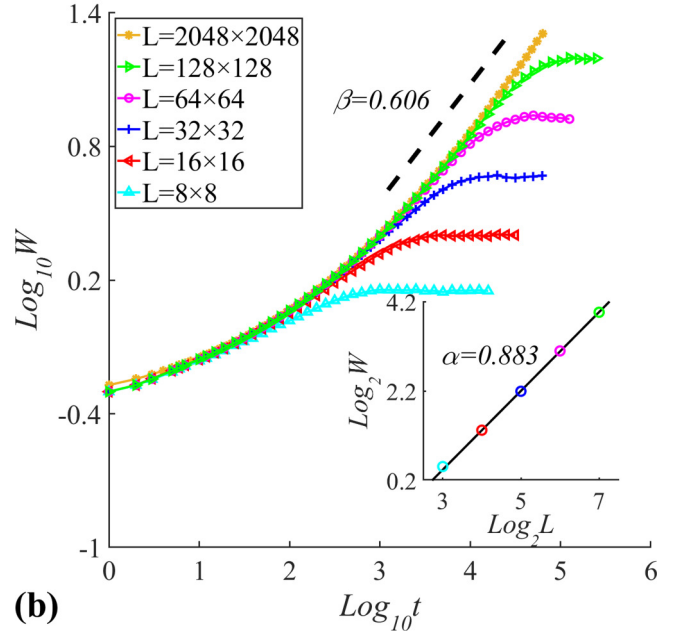 1.4
L=2048×2048
L=128×128
L=64×64
L=32×32
L=16×16
L=8×8
β=0.606
0.8
Log10W
0.2
-0.4
-1
4.2
α=0.883
Log2W
2.2
0.2
3 5 7
Log2L
0 1 2 3 4 5 6
(b)
Log10t